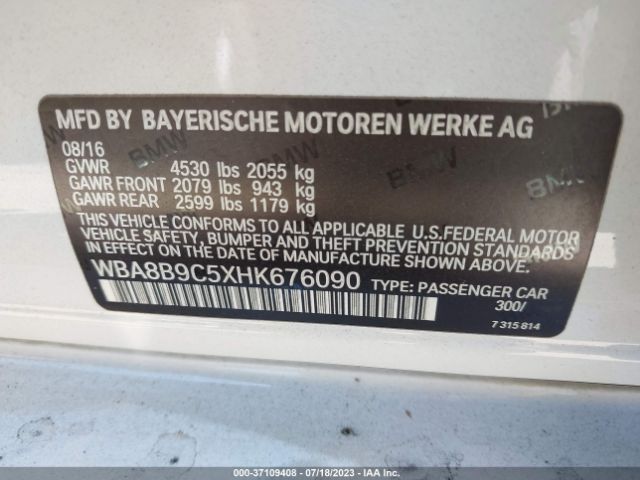 MFD BY BAYERISCHE MOTOREN WERKE AG
08/16
GVWR 4530 lbs 2055 kg
GAWR FRONT 2079 lbs 943 kg
GAWR REAR 2599 lbs 1179 kg
THIS VEHICLE CONFORMS TO ALL APPLICABLE U.S.FEDERAL MOTOR
VEHICLE SAFETY, BUMPER AND THEFT PREVENTION STANDARDS
IN EFFECT ON THE DATE OF MANUFACTURE SHOWN ABOVE.
WBA8B9C5XHK676090 TYPE: PASSENGER CAR
300/
7 315 814
BMW
BMW
BMW
000-37109408 - 07/18/2023 - IAA Inc.